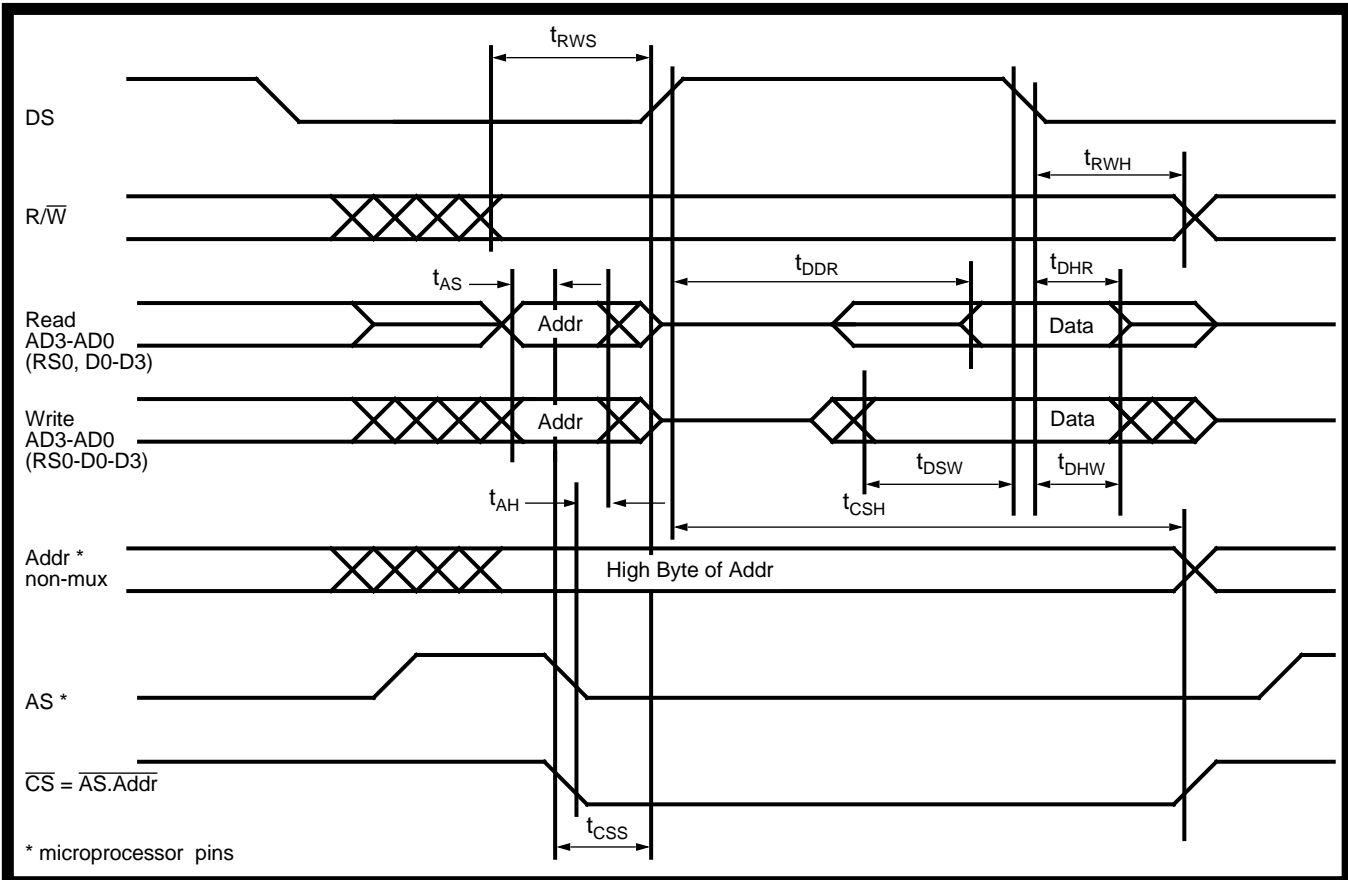 tRWS
DS
tRWH
R/W
tAS
tDDR
tDHR
Read
AD3-AD0
(RS0, D0-D3)
Addr
Data
Write
AD3-AD0
(RS0-D0-D3)
Addr
Data
tDSW
tDHW
tAH
tCSH
Addr *
non-mux
High Byte of Addr
AS *
CS = AS.Addr
tCSS
* microprocessor pins